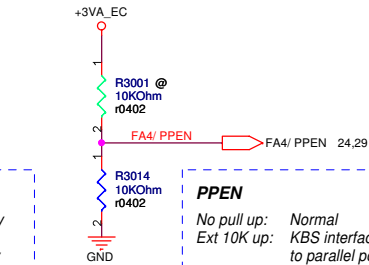 +3VA_EC
1
R3001 @
10KOhm
r0402
2
FA4/ PPEN
FA4/ PPEN 24,29
1
R3014
10KOhm
r0402
2
GND
PPEN
No pull up: Normal
Ext 10K up: KBS interfac
to parallel po